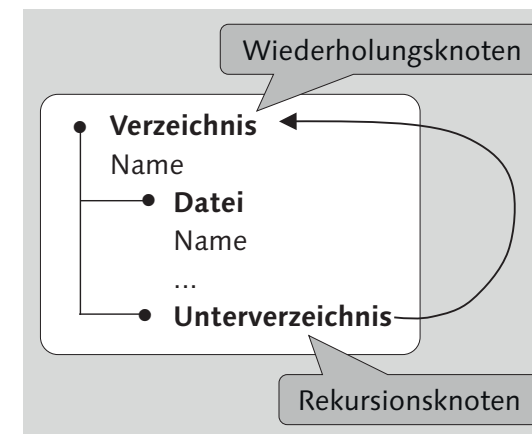 Wiederholungsknoten
Verzeichnis
Name
Datei
Name
...
Unterverzeichnis
Rekursionsknoten